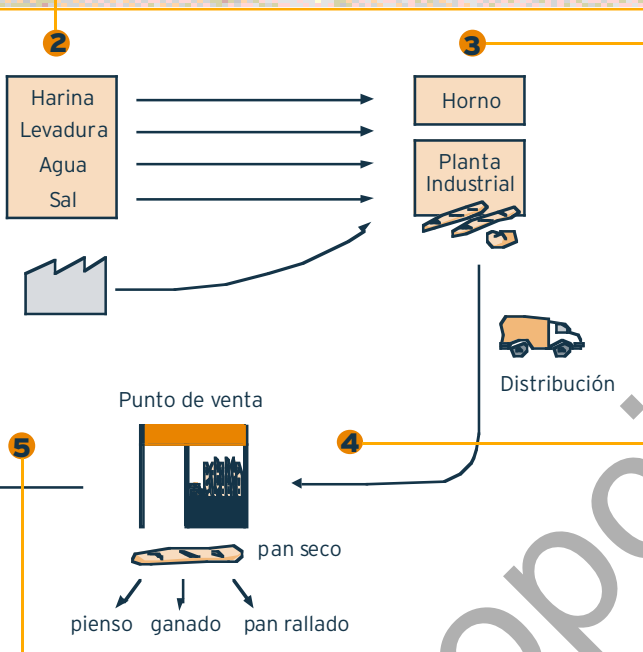 2
3
Harina
Levadura
Agua
Sal
Horno
Planta
Industrial
Distribución
Punto de venta
4
5
pan seco
pienso ganado pan rallado